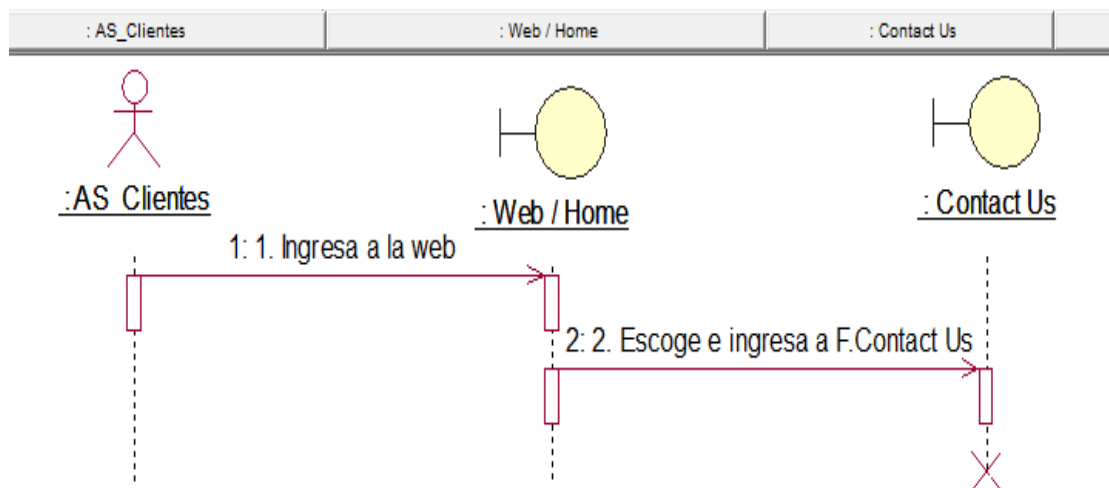 : AS_Clientes
: Web / Home
: Contact Us
:AS_Clientes
: Web / Home
: Contact Us
1: 1. Ingresa a la web
2: 2. Escoge e ingresa a F.Contact Us